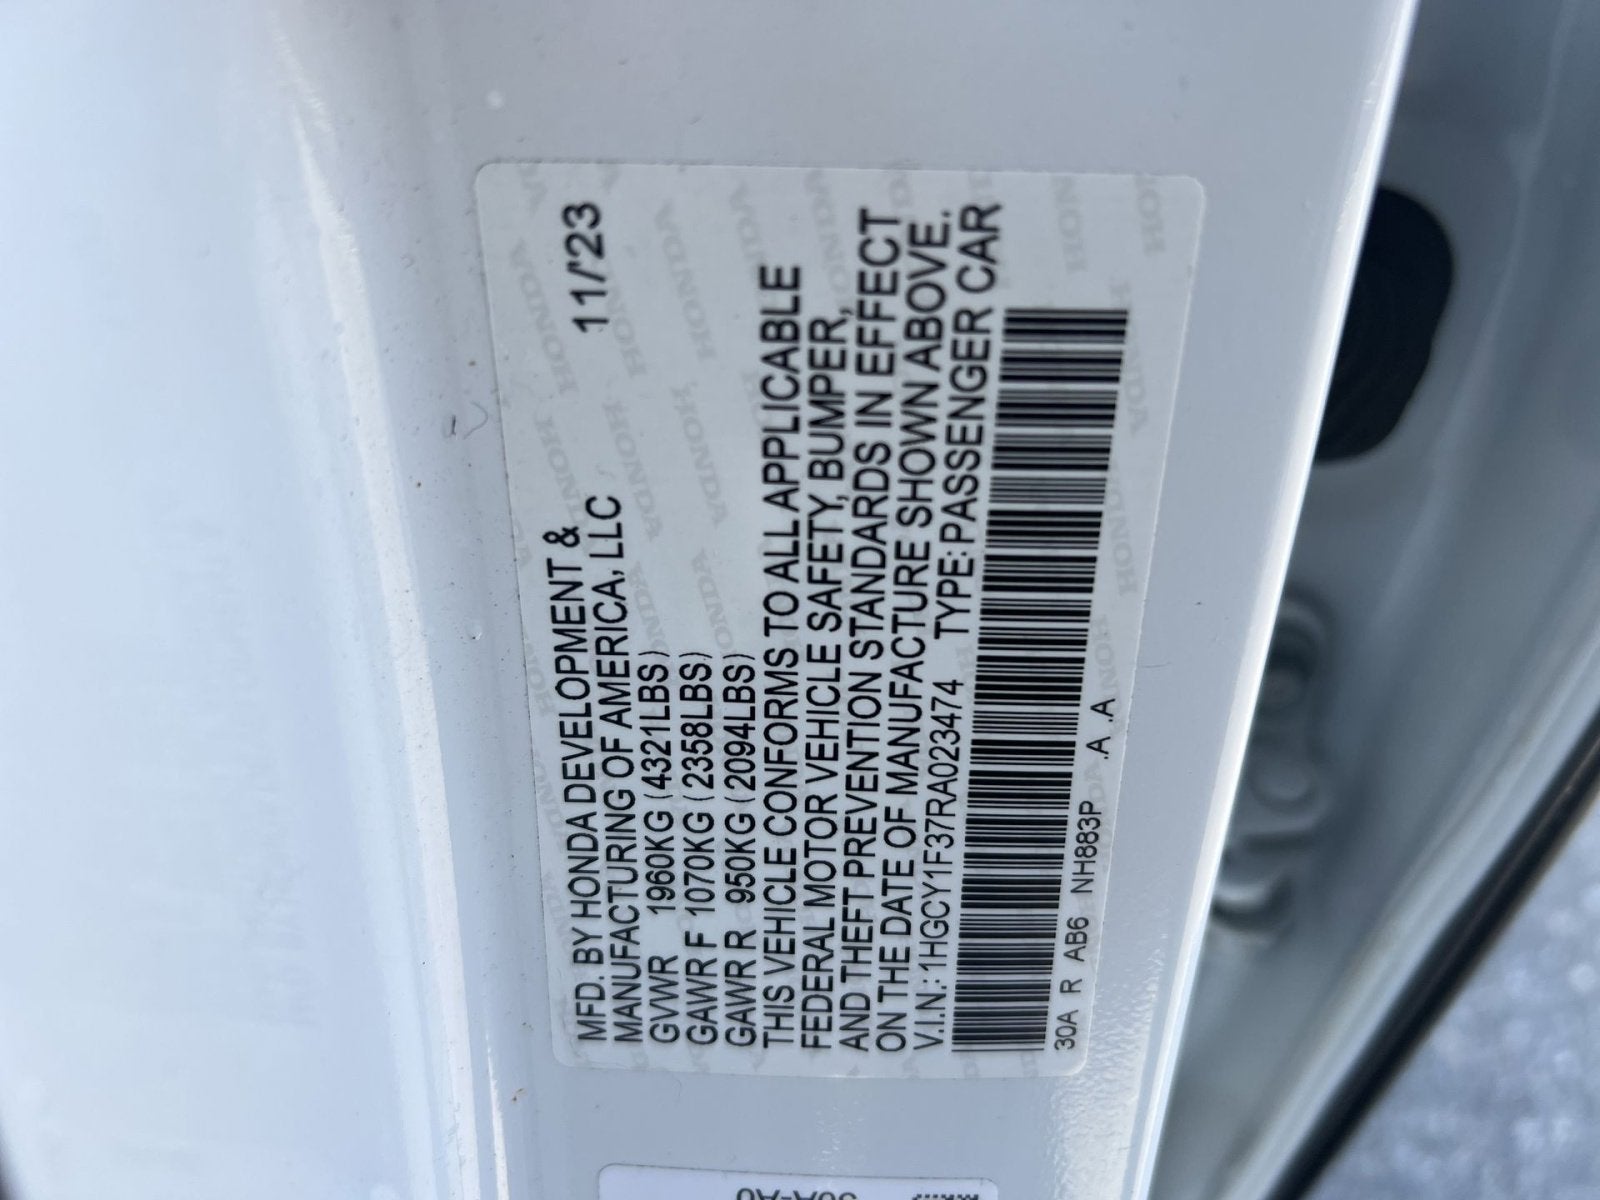 MFD. BY HONDA DEVELOPMENT & 11/'23
MANUFACTURING OF AMERICA, LLC
GVWR 1960KG (4321LBS)
GAWR F 1070KG (2358LBS)
GAWR R 950KG (2094LBS)
THIS VEHICLE CONFORMS TO ALL APPLICABLE
FEDERAL MOTOR VEHICLE SAFETY, BUMPER,
AND THEFT PREVENTION STANDARDS IN EFFECT
ON THE DATE OF MANUFACTURE SHOWN ABOVE.
V.I.N.: 1HGCY1F37RA023474 TYPE: PASSENGER CAR
30A R AB6 NH883P .A .A